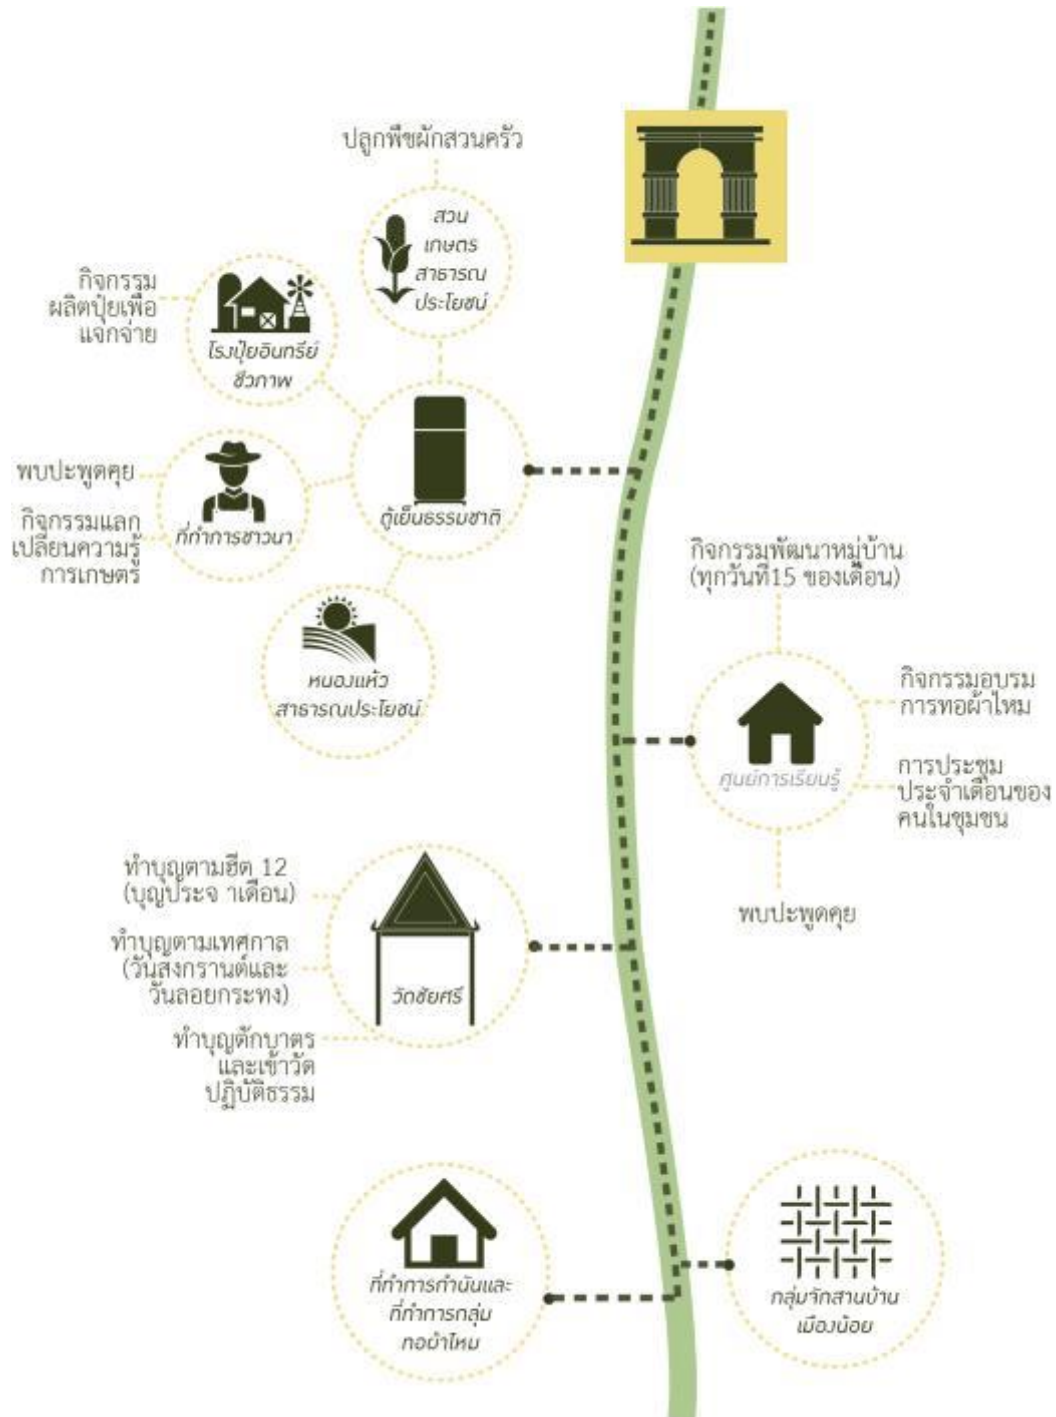 ปลูกพืชผักสวนครัว
สวน
เกษตร
สาธารณ
ประโยชน์
กิจกรรม
ผลิตปุ๋ยเพื่อ
แจกจ่าย
โรงปุ๋ยอินทรีย์
ชีวภาพ
พบปะพูดคุย
กิจกรรมแลก
เปลี่ยนความรู้
การเกษตร
ที่ทำการชาวนา
ตู้เย็นธรรมชาติ
หนองแห้ว
สาธารณประโยชน์
กิจกรรมพัฒนาหมู่บ้าน
(ทุกวันที่15 ของเดือน)
กิจกรรมอบรม
การทอผ้าไหม
ศูนย์การเรียนรู้
การประชุม
ประจำเดือนของ
คนในชุมชน
พบปะพูดคุย
ทำบุญตามฮีต 12
(บุญประจ าเดือน)
ทำบุญตามเทศกาล
(วันสงกรานต์และ
วันลอยกระทง)
ทำบุญตักบาตร
และเข้าวัด
ปฏิบัติธรรม
วัดชัยศรี
ที่ทำการกำนันและ
ที่ทำการกลุ่ม
ทอผ้าไหม
กลุ่มจักสานบ้าน
เมืองน้อย